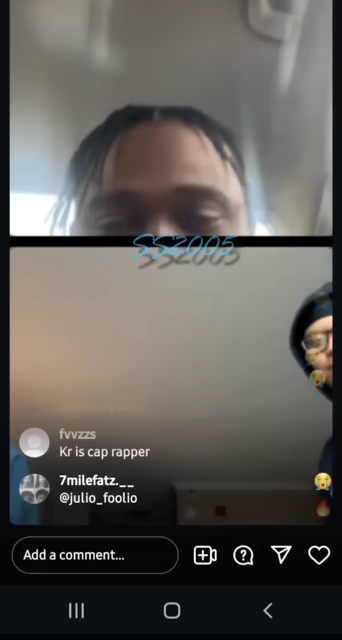 SS2005
fvvzzs
Kr is cap rapper
7milefatz.__
@julio_foolio
Add a comment...